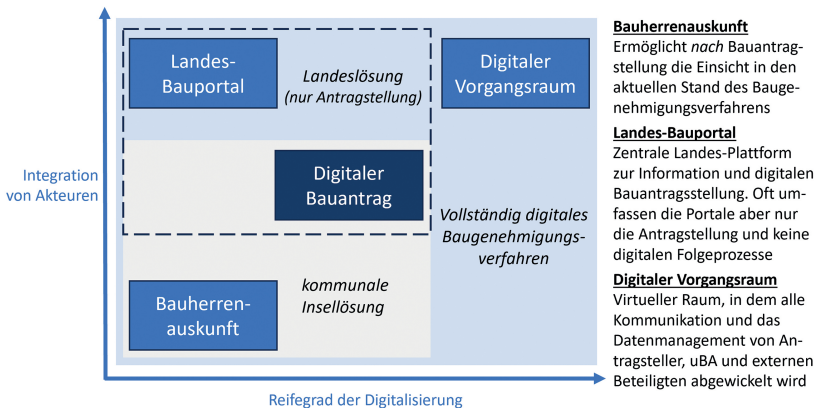 Landes-
Bauportal
Landeslösung
(nur Antragstellung)
Digitaler
Vorgangsraum
Digitaler
Bauantrag
Integration
von Akteuren
Vollständig digitales
Baugenehmigungs-
verfahren
Bauherren-
auskunft
kommunale
Insellösung
Reifegrad der Digitalisierung
Bauherrenauskunft
Ermöglicht nach Bauantrag-
stellung die Einsicht in den
aktuellen Stand des Bauge-
nehmigungsverfahrens
Landes-Bauportal
Zentrale Landes-Plattform
zur Information und digitalen
Bauantragsstellung. Oft um-
fassen die Portale aber nur
die Antragstellung und keine
digitalen Folgeprozesse
Digitaler Vorgangsraum
Virtueller Raum, in dem alle
Kommunikation und das
Datenmanagement von An-
tragsteller, uBA und externen
Beteiligten abgewickelt wird